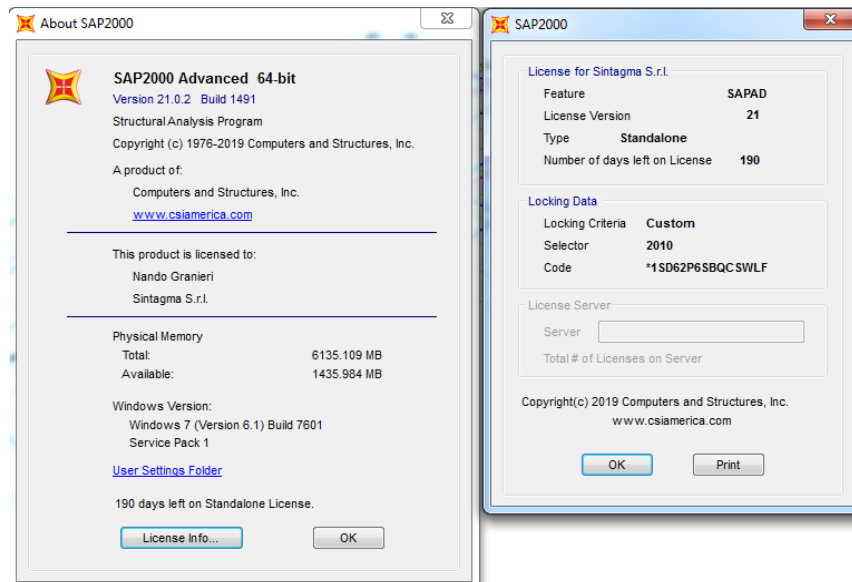 About SAP2000
SAP2000 Advanced 64-bit
Version 21.0.2 Build 1491
Structural Analysis Program
Copyright (c) 1976-2019 Computers and Structures, Inc.
A product of:
Computers and Structures, Inc.
www.csiamerica.com
This product is licensed to:
Nando Granieri
Sintagma S.r.l.
Physical Memory
Total: 6135.109 MB
Available: 1435.984 MB
Windows Version:
Windows 7 (Version 6.1) Build 7601
Service Pack 1
User Settings Folder
190 days left on Standalone License.
License Info... OK
SAP2000
License for Sintagma S.r.l.
Feature SAPAD
License Version 21
Type Standalone
Number of days left on License 190
Locking Data
Locking Criteria Custom
Selector 2010
Code *1SD62P6SBQCSWLF
License Server
Server
Total # of Licenses on Server
Copyright(c) 2019 Computers and Structures, Inc.
www.csiamerica.com
OK Print